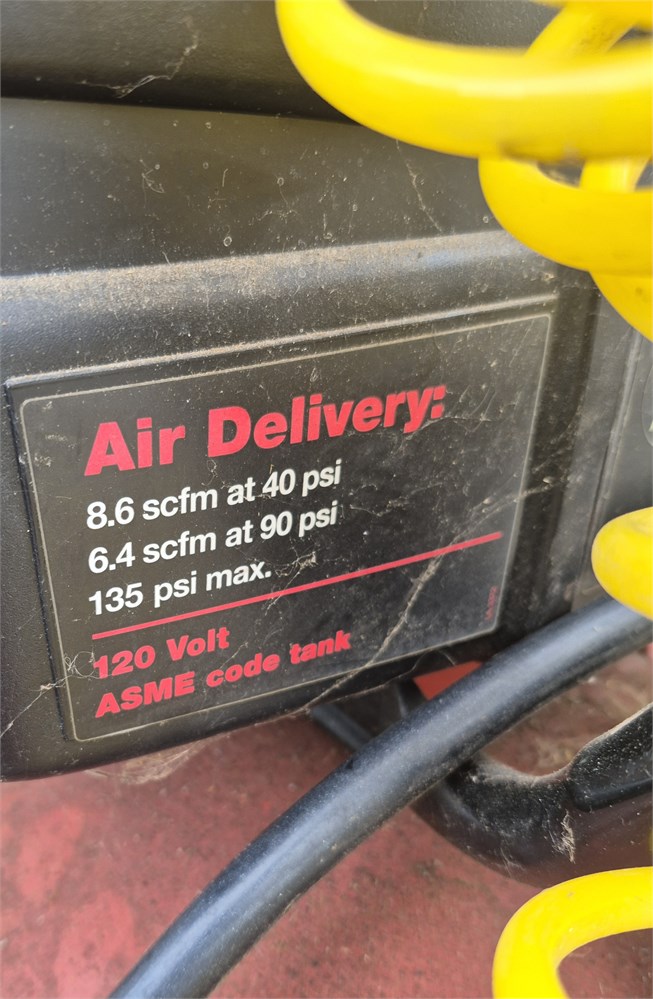 Air Delivery:
8.6 scfm at 40 psi
6.4 scfm at 90 psi
135 psi max.
120 Volt
ASME code tank